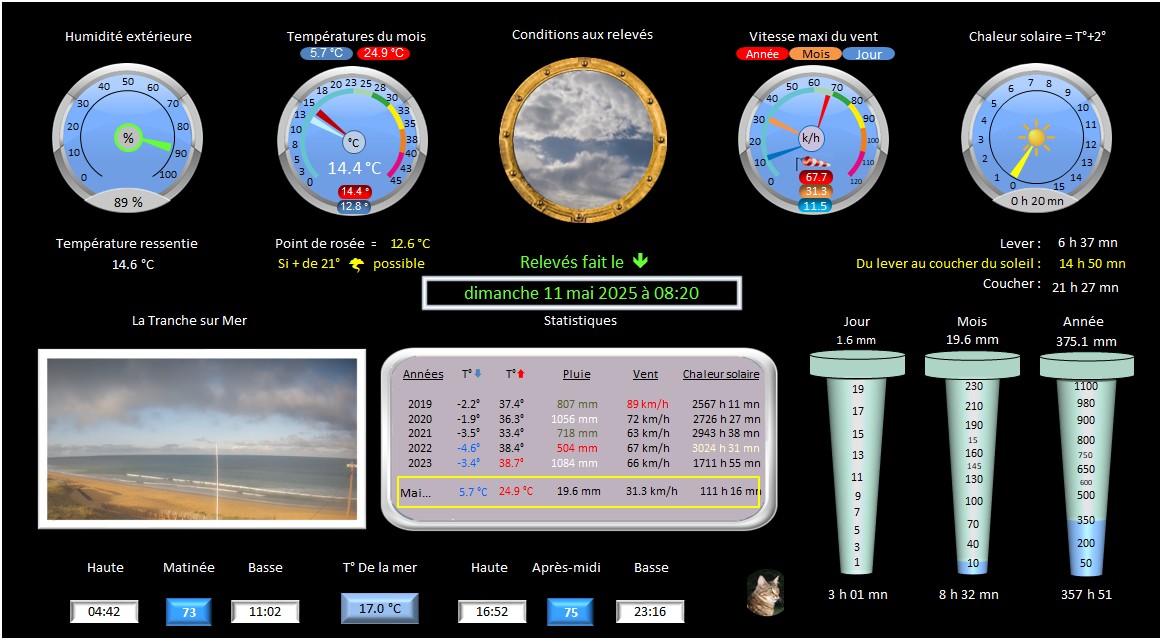 Humidité extérieure
Températures du mois
5.7 °C 24.9 °C
Conditions aux relevés
Vitesse maxi du vent
Année Mois Jour
Chaleur solaire = T°+2°
0 10 20 30 40 50 60 70 80 90 100
%
89 %
0 3 5 8 10 13 15 18 20 23 25 28 30 33 35 38 40 43 45
°C
14.4 °C
14.4 °
12.8 °
0 10 20 30 40 50 60 70 80 90 100 110 120
k/h
67.7
31.3
11.5
0 1 2 3 4 5 6 7 8 9 10 11 12 13 14 15
0 h 20 mn
Température ressentie
14.6 °C
Point de rosée = 12.6 °C
Si + de 21° possible
Relevés fait le
dimanche 11 mai 2025 à 08:20
Lever : 6 h 37 mn
Du lever au coucher du soleil : 14 h 50 mn
Coucher : 21 h 27 mn
La Tranche sur Mer
Statistiques
Années T° T° Pluie Vent Chaleur solaire
2019 -2.2° 37.4° 807 mm 89 km/h 2567 h 11 mn
2020 -1.9° 36.3° 1056 mm 72 km/h 2726 h 27 mn
2021 -3.5° 33.4° 718 mm 63 km/h 2943 h 38 mn
2022 -4.6° 38.4° 504 mm 67 km/h 3024 h 31 mn
2023 -3.4° 38.7° 1084 mm 66 km/h 1711 h 55 mn
Mai... 5.7 °C 24.9 °C 19.6 mm 31.3 km/h 111 h 16 mn
Jour
1.6 mm
19
17
15
13
11
9
7
5
3
1
3 h 01 mn
Mois
19.6 mm
230
210
190
15
160
145
130
100
70
40
10
8 h 32 mn
Année
375.1 mm
1100
980
900
800
750
650
600
500
350
200
50
357 h 51
Haute Matinée Basse T° De la mer Haute Après-midi Basse
04:42 73 11:02 17.0 °C 16:52 75 23:16